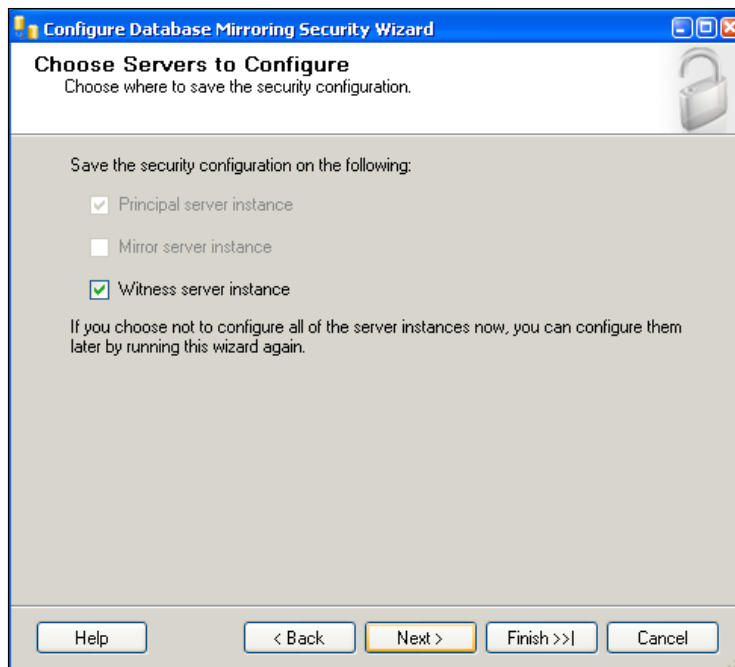 Configure Database Mirroring Security Wizard
Choose Servers to Configure
Choose where to save the security configuration.
Save the security configuration on the following:
Principal server instance
Mirror server instance
Witness server instance
If you choose not to configure all of the server instances now, you can configure them
later by running this wizard again.
Help
< Back
Next >
Finish >>|
Cancel